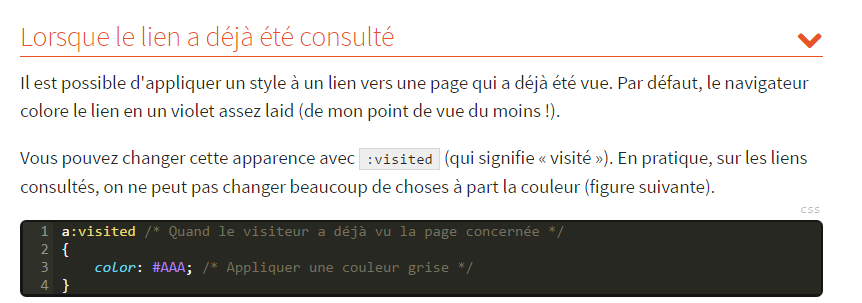 Lorsque le lien a déjà été consulté
Il est possible d'appliquer un style à un lien vers une page qui a déjà été vue. Par défaut, le navigateur
colore le lien en un violet assez laid (de mon point de vue du moins !).
Vous pouvez changer cette apparence avec :visited (qui signifie « visité »). En pratique, sur les liens
consultés, on ne peut pas changer beaucoup de choses à part la couleur (figure suivante).
css
1 a:visited /* Quand le visiteur a déjà vu la page concernée */
2 {
3     color: #AAA; /* Appliquer une couleur grise */
4 }